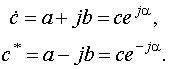 ċ = a + jb = ce^{jα},
c* = a − jb = ce^{−jα}.